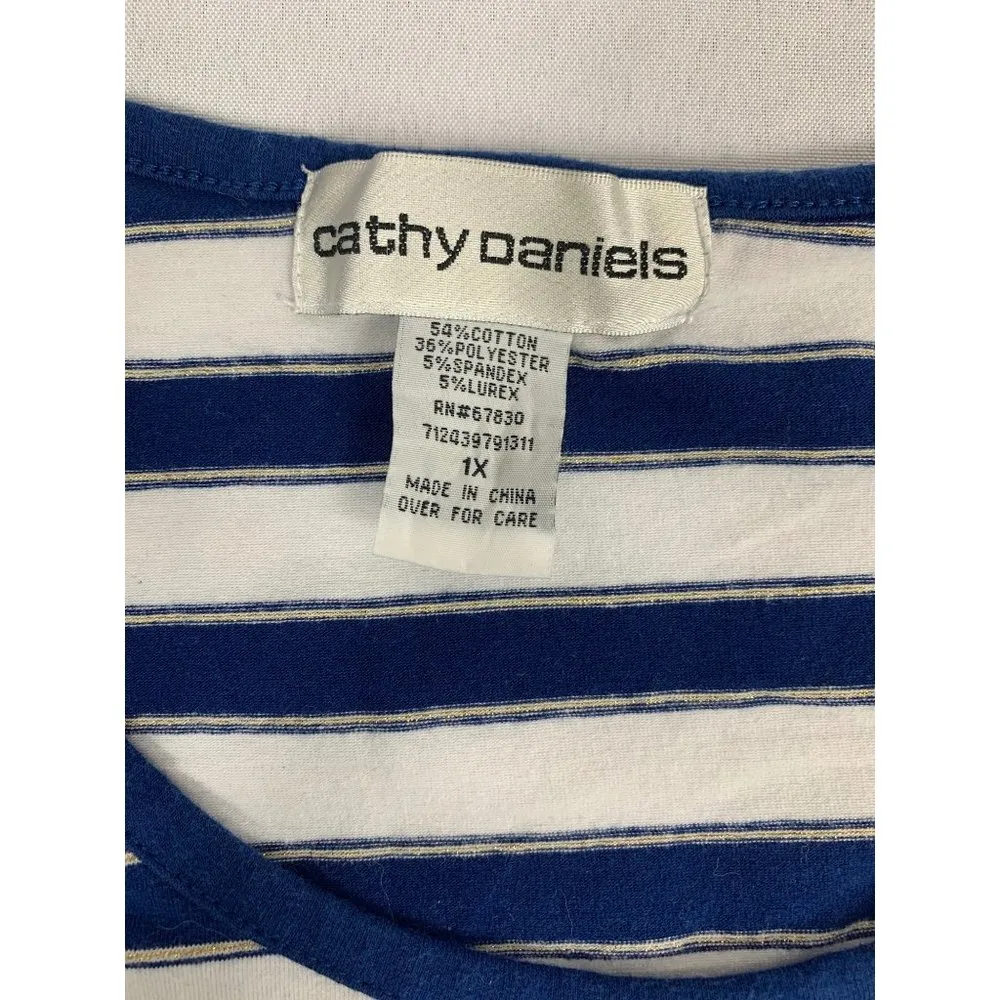 cathy Daniels
54%COTTON
36%POLYESTER
5%SPANDEX
5%LUREX
RN#67830
712439791311
1X
MADE IN CHINA
OVER FOR CARE